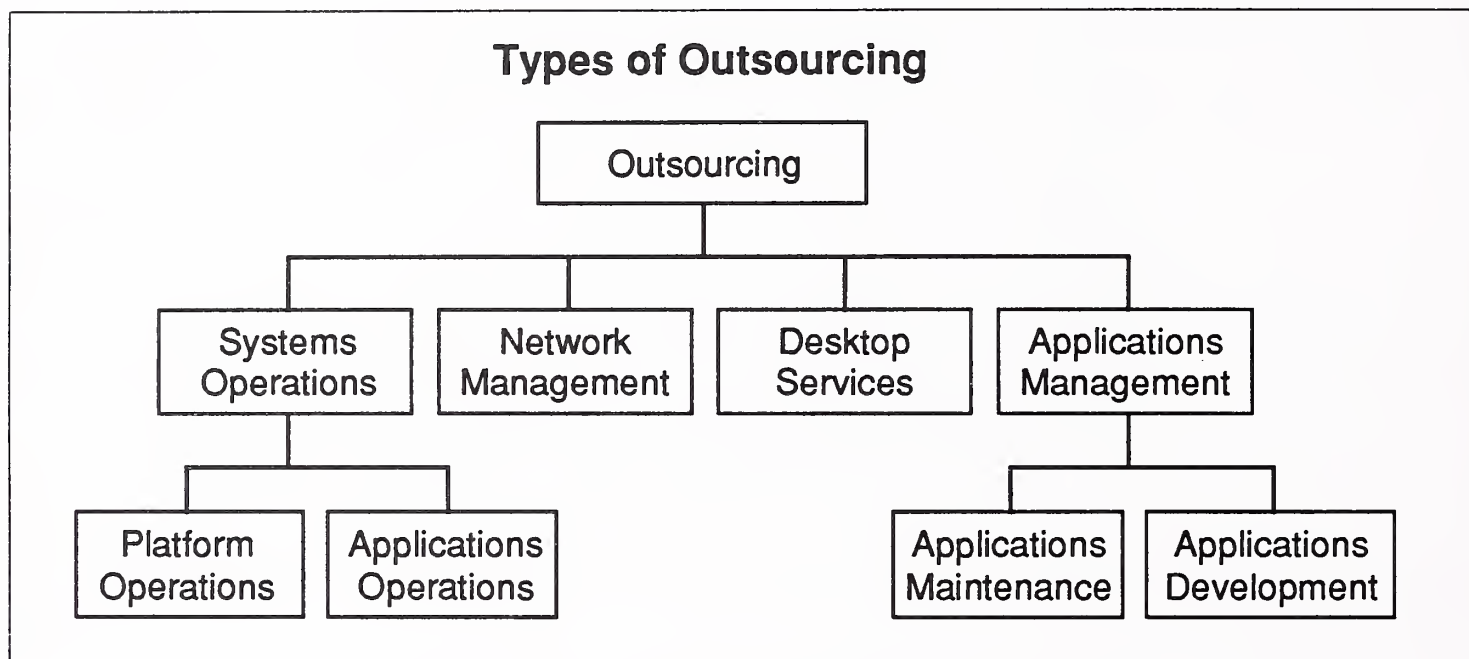 Types of Outsourcing
Outsourcing
Systems
Operations
Network
Management
Desktop
Services
Applications
Management
Platform
Operations
Applications
Operations
Applications
Maintenance
Applications
Development